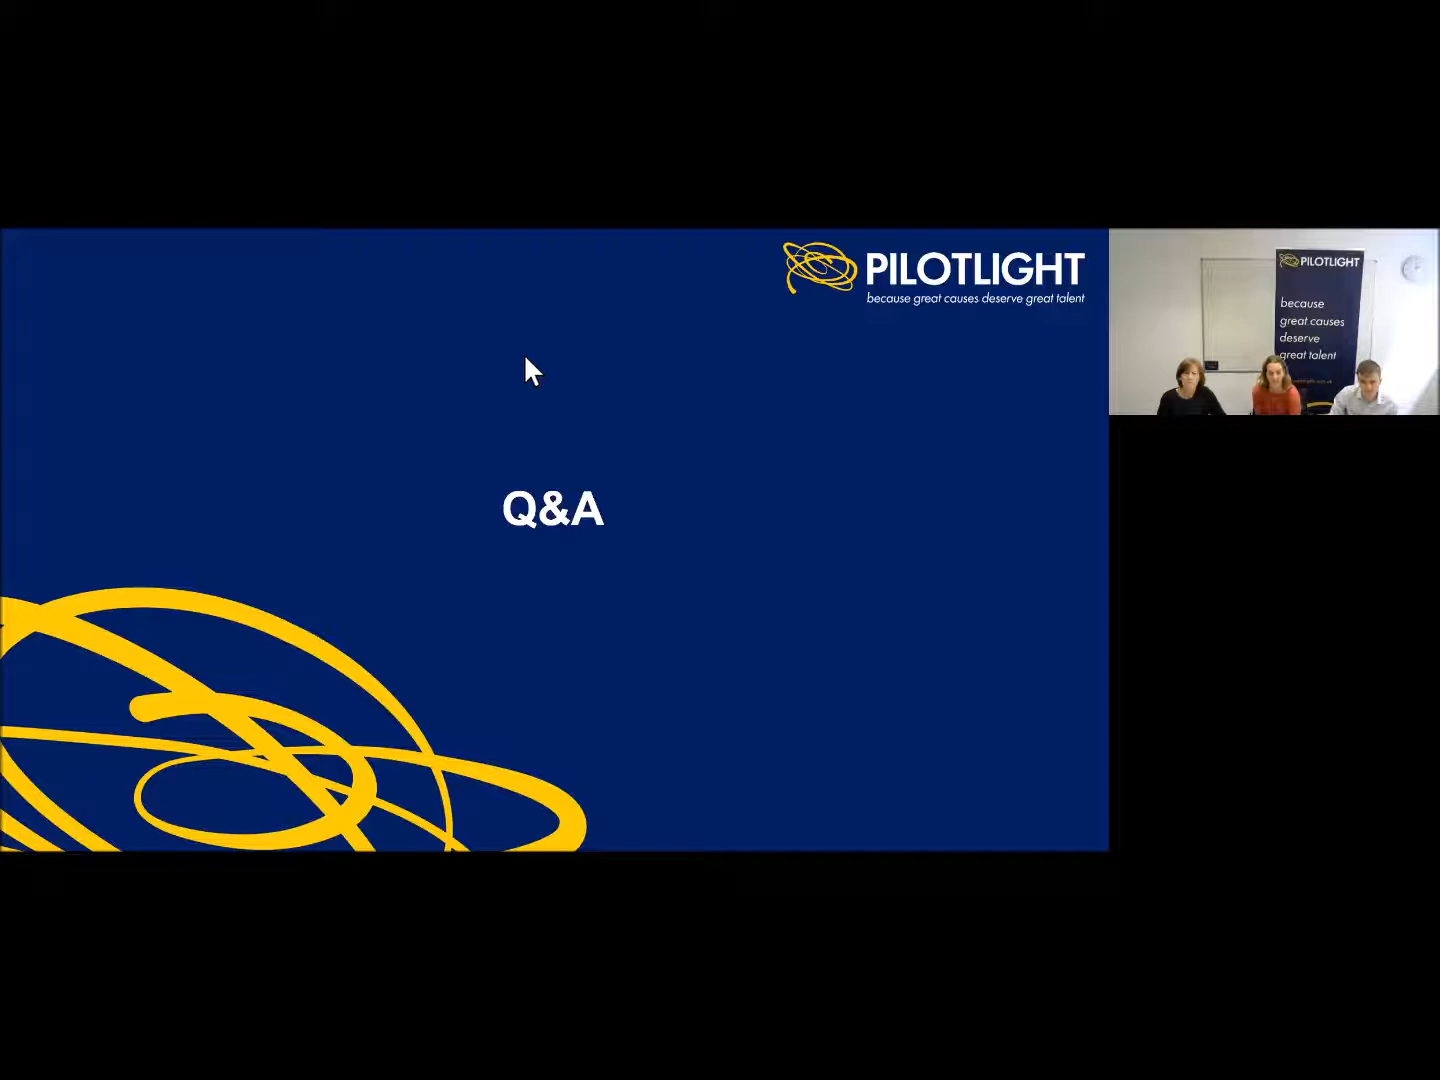 PILOTLIGHT
because great causes deserve great talent
Q&A
PILOTLIGHT
because
great causes
deserve
great talent